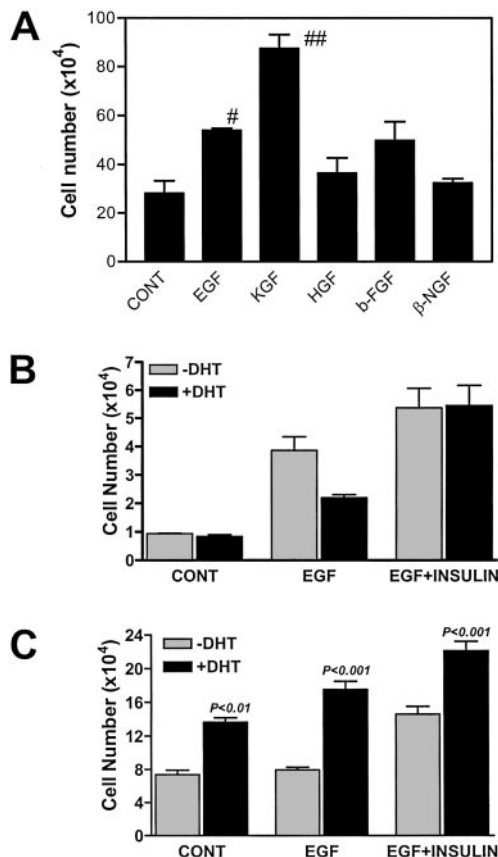 A
Cell number (x10⁴)
100
80
60
40
20
0
#
##
CONT
EGF
KGF
HGF
b-FGF
β-NGF
B
Cell Number (x10⁴)
7
6
5
4
3
2
1
0
-DHT
+DHT
CONT
EGF
EGF+INSULIN
C
Cell Number (x10⁴)
24
20
16
12
8
4
0
-DHT
+DHT
P<0.01
P<0.001
P<0.001
CONT
EGF
EGF+INSULIN